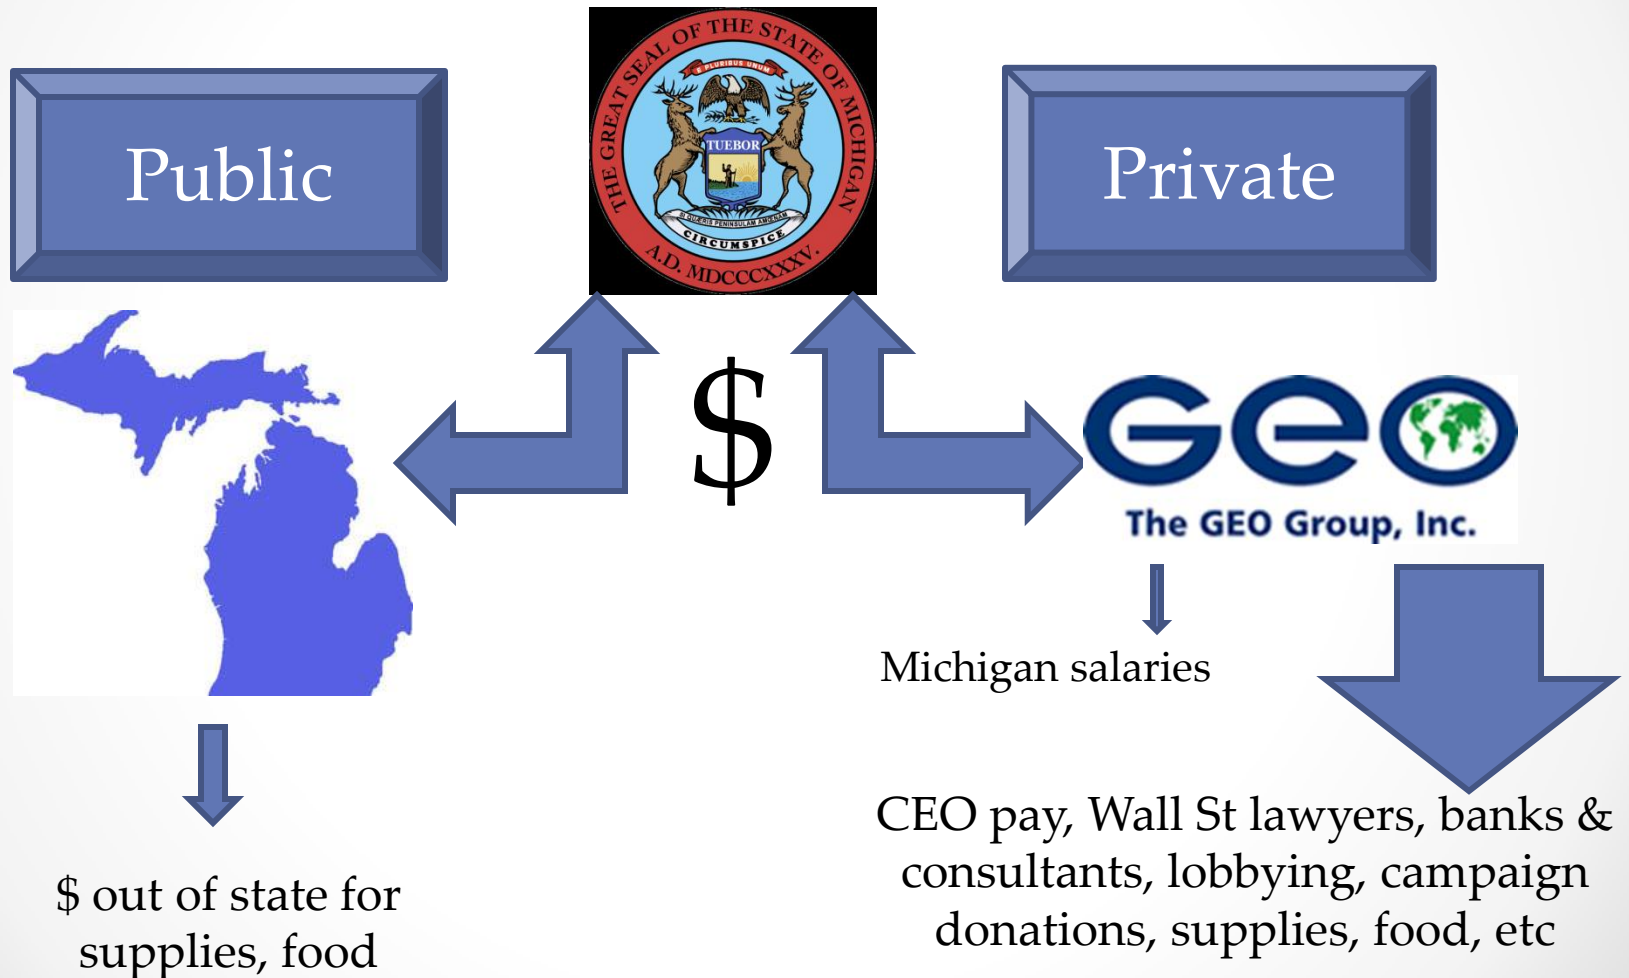 Public
THE GREAT SEAL OF THE STATE OF MICHIGAN
E PLURIBUS UNUM
TUEBOR
SI QUÆRIS PENINSULAM AMŒNAM
CIRCUMSPICE
A.D. MDCCCXXXV.
Private
$
GEO
The GEO Group, Inc.
Michigan salaries
$ out of state for
supplies, food
CEO pay, Wall St lawyers, banks &
consultants, lobbying, campaign
donations, supplies, food, etc